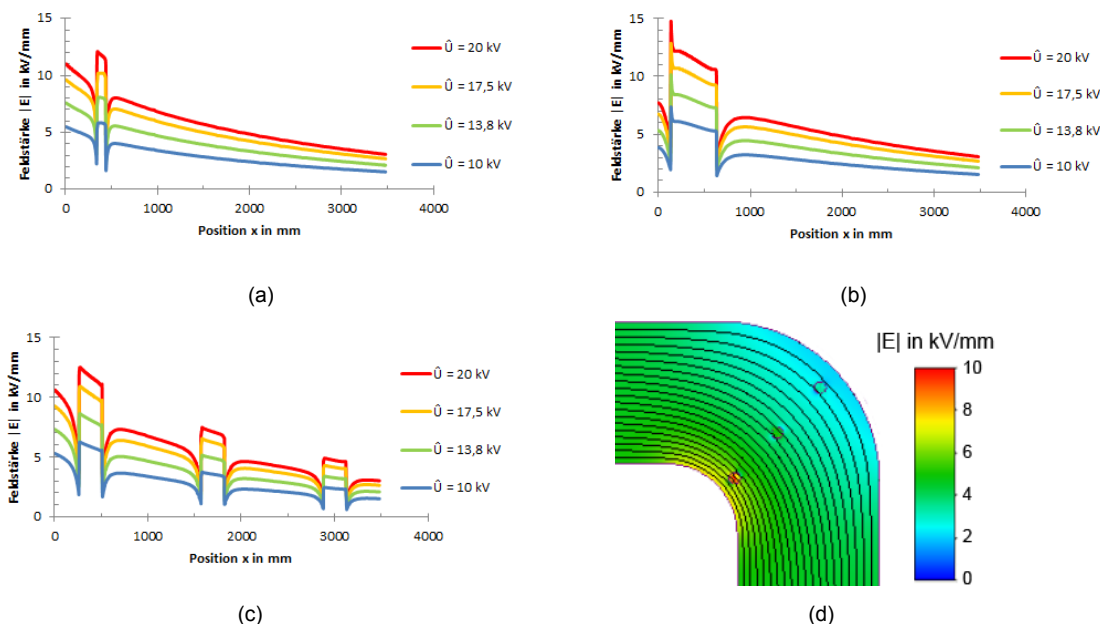 Feldstärke |E| in kV/mm
15
10
5
0
0 1000 2000 3000 4000
Position x in mm
Û = 20 kV
Û = 17,5 kV
Û = 13,8 kV
Û = 10 kV
(a)
Feldstärke |E| in kV/mm
15
10
5
0
0 1000 2000 3000 4000
Position x in mm
Û = 20 kV
Û = 17,5 kV
Û = 13,8 kV
Û = 10 kV
(b)
Feldstärke |E| in kV/mm
15
10
5
0
0 1000 2000 3000 4000
Position x in mm
Û = 20 kV
Û = 17,5 kV
Û = 13,8 kV
Û = 10 kV
(c)
|E| in kV/mm
10
8
6
4
2
0
(d)